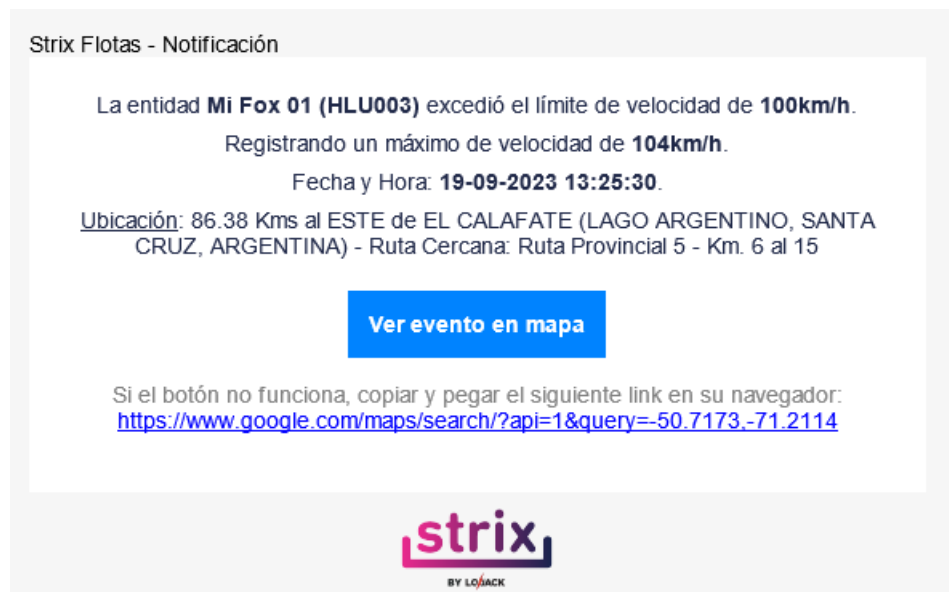 Strix Flotas - Notificación
La entidad Mi Fox 01 (HLU003) excedió el límite de velocidad de 100km/h.
Registrando un máximo de velocidad de 104km/h.
Fecha y Hora: 19-09-2023 13:25:30.
Ubicación: 86.38 Kms al ESTE de EL CALAFATE (LAGO ARGENTINO, SANTA
CRUZ, ARGENTINA) - Ruta Cercana: Ruta Provincial 5 - Km. 6 al 15
Ver evento en mapa
Si el botón no funciona, copiar y pegar el siguiente link en su navegador:
https://www.google.com/maps/search/?api=1&query=-50.7173,-71.2114
strix
BY LOJACK